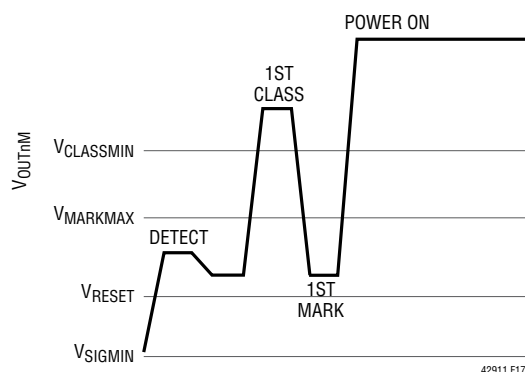 POWER ON
1ST
CLASS
VOUTnM
VCLASSMIN
VMARKMAX
DETECT
VRESET
1ST
MARK
VSIGMIN
42911 F17